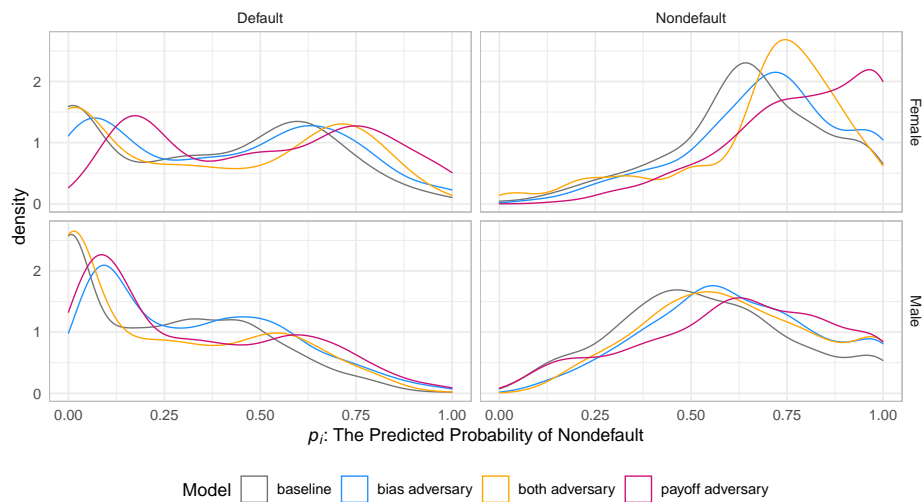 Default
Nondefault
2
1
0
Female
density
2
1
0
Male
0.00 0.25 0.50 0.75 1.00
0.00 0.25 0.50 0.75 1.00
pi: The Predicted Probability of Nondefault
Model baseline bias adversary both adversary payoff adversary